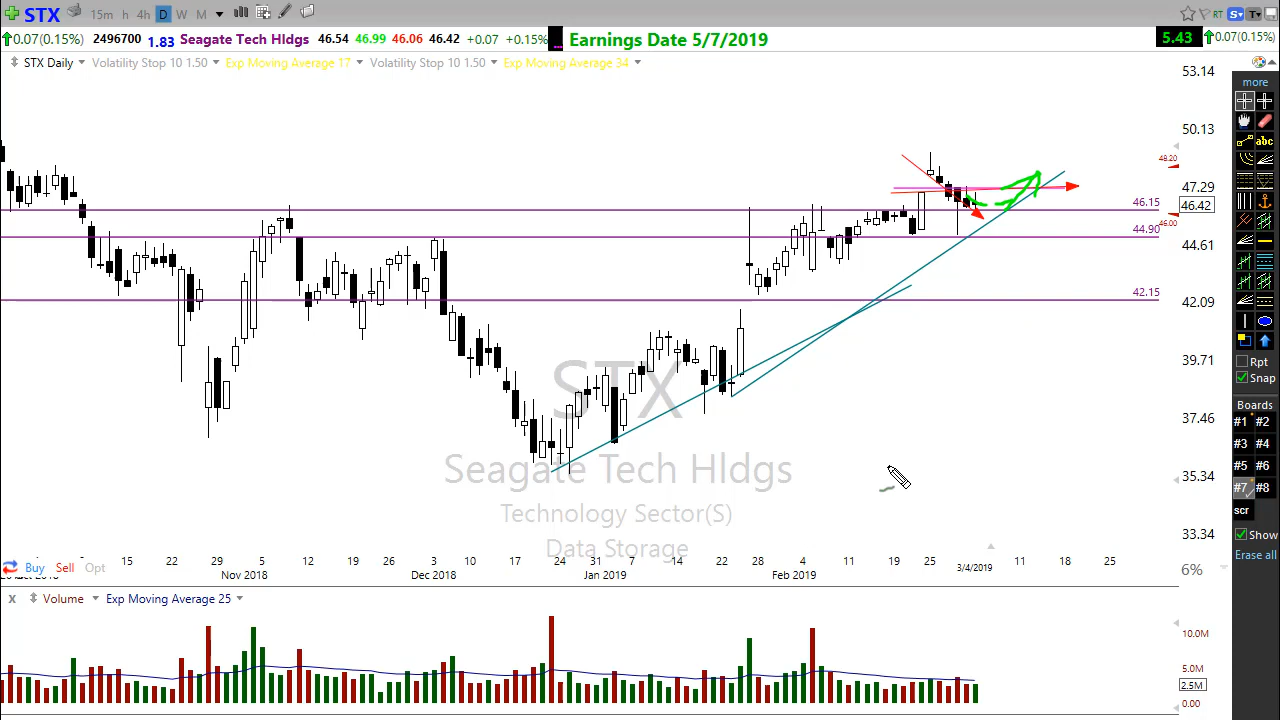 STX 15m h 4h D W M RT S T
0.07(0.15%) 2496700 1.83 Seagate Tech Hldgs 46.54 46.99 46.06 46.42 +0.07 +0.15% Earnings Date 5/7/2019 5.43 0.07(0.15%)
STX Daily Volatility Stop 10 1.50 Exp Moving Average 17 Volatility Stop 10 1.50 Exp Moving Average 34
53.14
more
50.13
abc
48.20
47.29
46.15
46.42
46.00
44.90
44.61
42.15
42.09
39.71
Rpt
Snap
STX
Boards
37.46
#1 #2
#3 #4
Seagate Tech Hldgs
35.34
#5 #6
#7 #8
Technology Sector(S)
scr
33.34
Show
Data Storage
Erase all
15 22 29 5 12 19 26 3 10 17 24 31 7 14 22 28 4 11 19 25 3/4/2019 11 18 25
Buy Sell Opt
Nov 2018 Dec 2018 Jan 2019 Feb 2019
6%
X Volume Exp Moving Average 25
10.0M
5.0M
2.5M
0.00